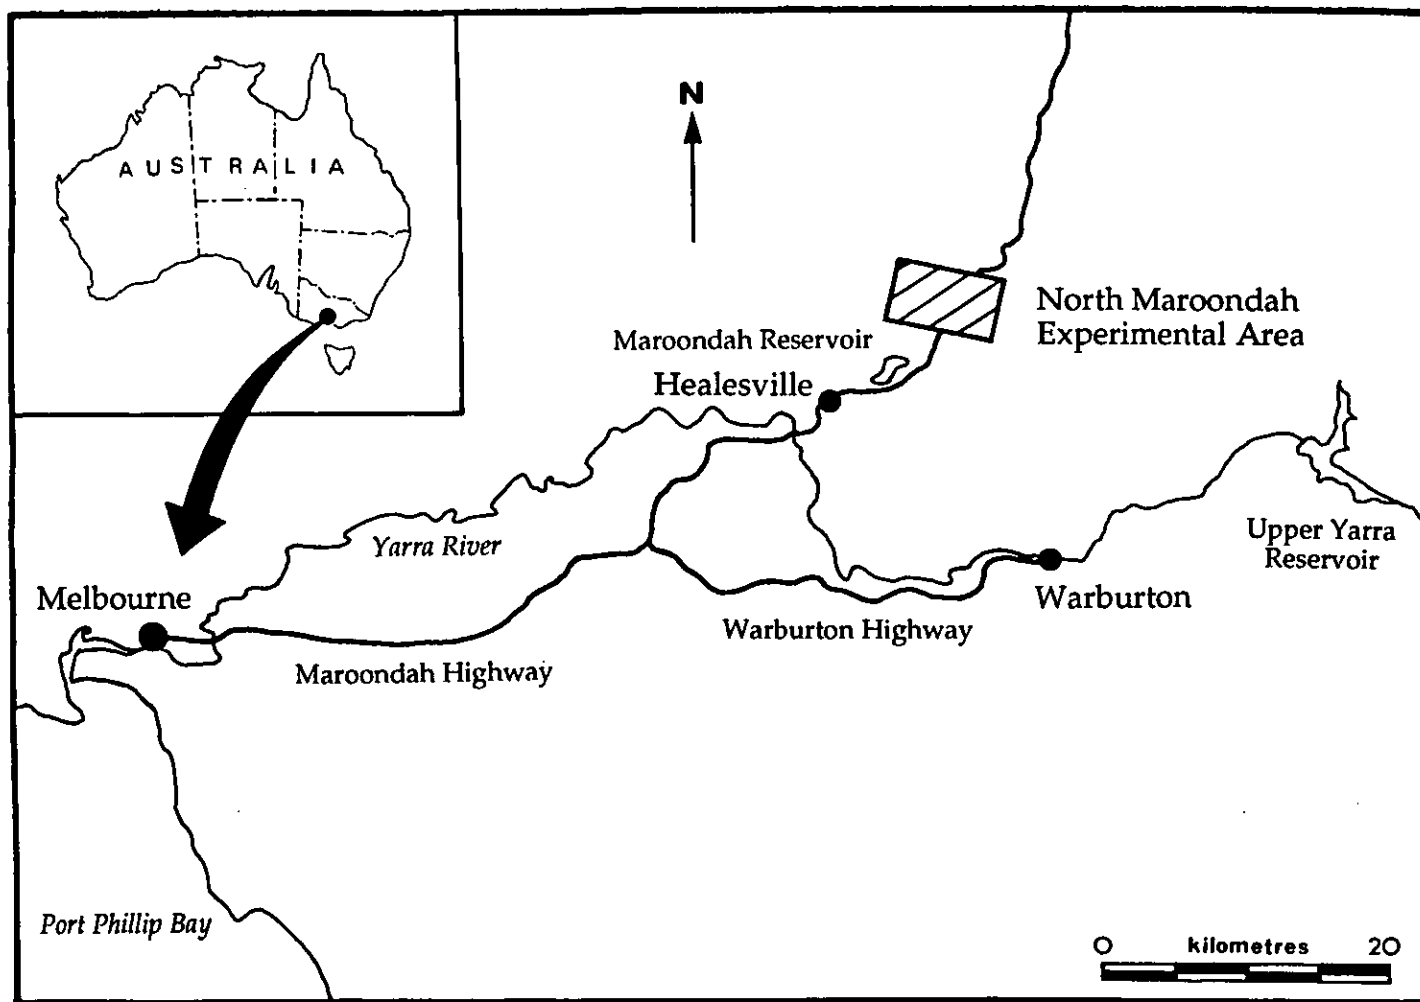 AUSTRALIA
N
North Maroondah
Experimental Area
Maroondah Reservoir
Healesville
Yarra River
Upper Yarra
Reservoir
Melbourne
Warburton
Warburton Highway
Maroondah Highway
Port Phillip Bay
0 kilometres 20